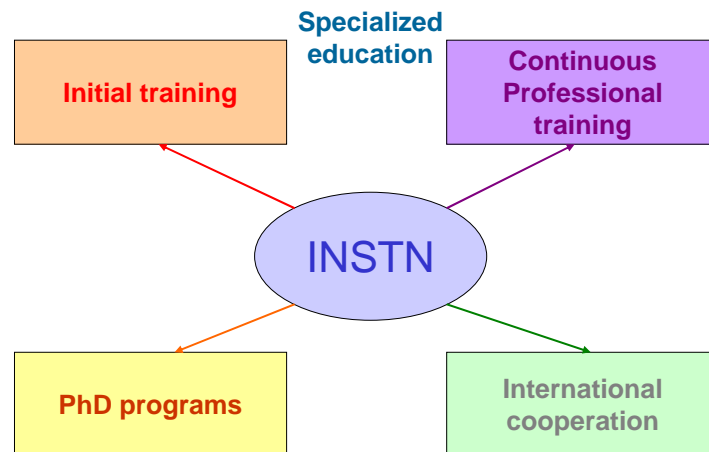 Specialized
education
Initial training
Continuous
Professional
training
INSTN
PhD programs
International
cooperation